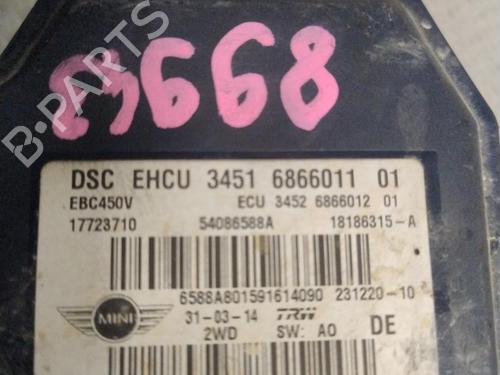 B-PARTS
83668
DSC EHCU 3451 6866011 01
EBC450V ECU 3452 6866012 01
17723710 54086588A 18186315-A
6588A801591614090 231220-10
MINI 31-03-14 TRW DE
2WD SW: A0